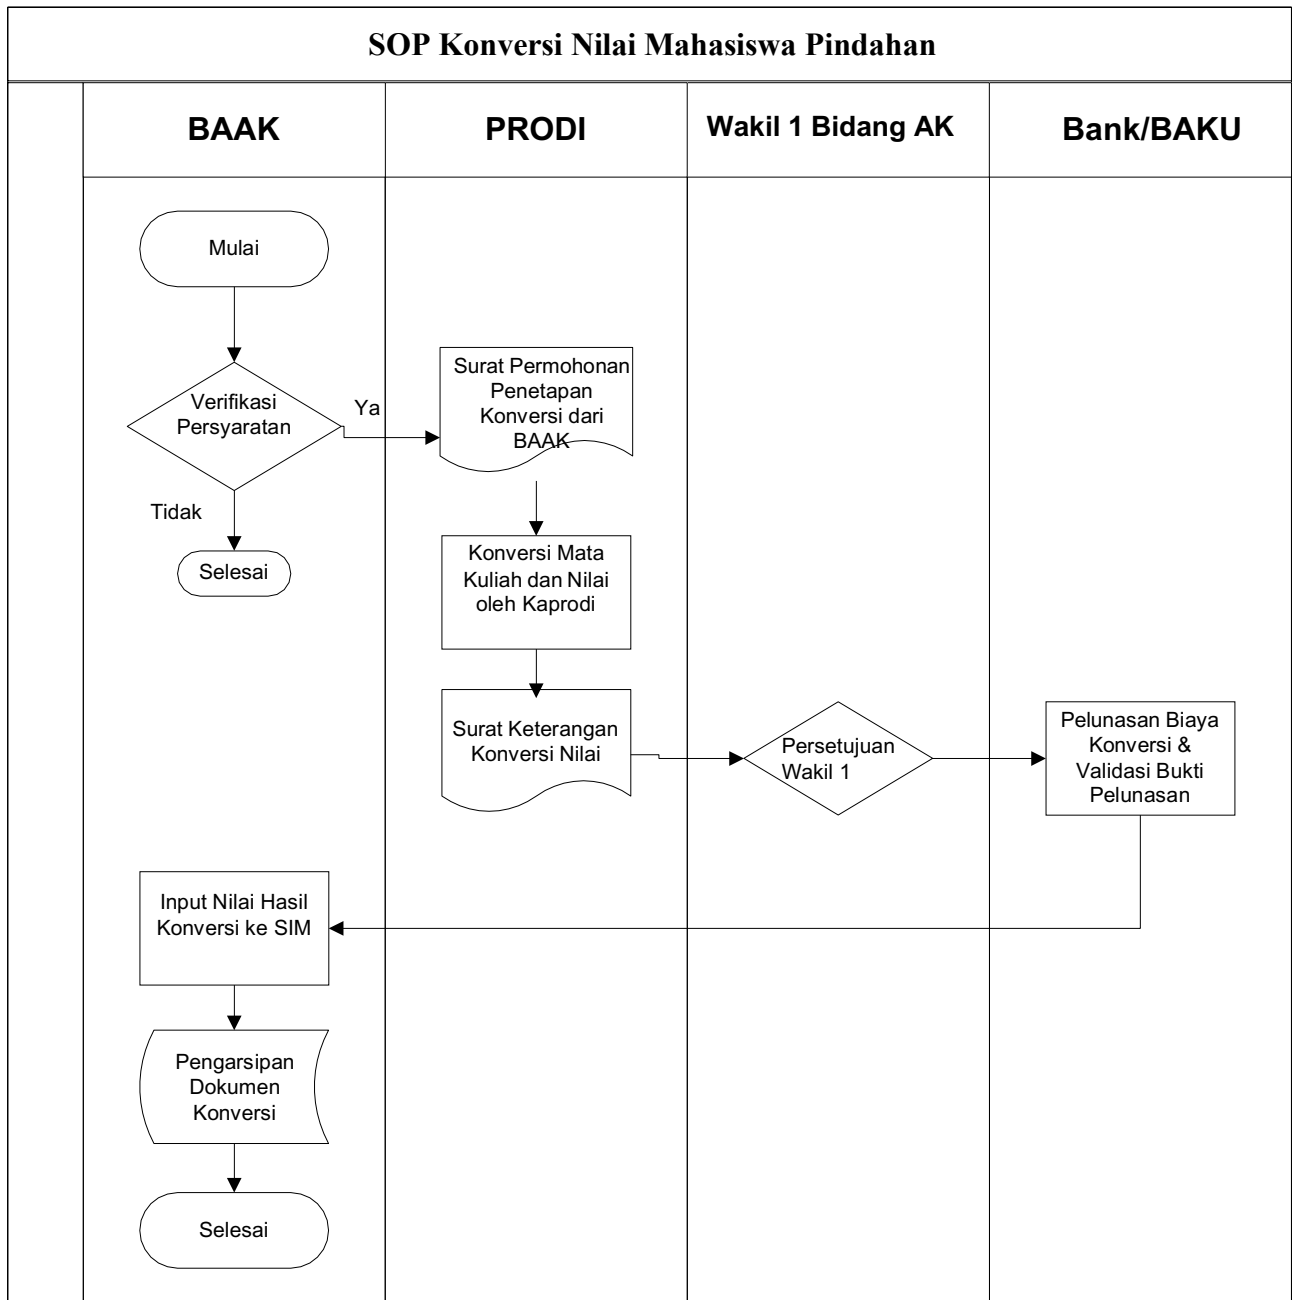 SOP Konversi Nilai Mahasiswa Pindahan
BAAK
PRODI
Wakil 1 Bidang AK
Bank/BAKU
Mulai
Verifikasi
Persyaratan
Ya
Tidak
Selesai
Surat Permohonan
Penetapan
Konversi dari
BAAK
Konversi Mata
Kuliah dan Nilai
oleh Kaprodi
Surat Keterangan
Konversi Nilai
Persetujuan
Wakil 1
Pelunasan Biaya
Konversi &
Validasi Bukti
Pelunasan
Input Nilai Hasil
Konversi ke SIM
Pengarsipan
Dokumen
Konversi
Selesai